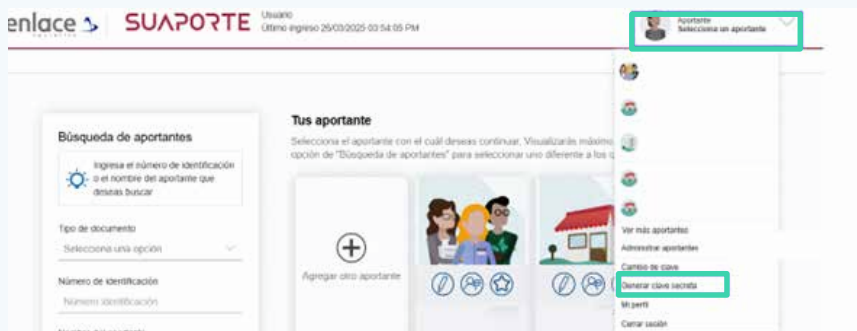 enlace
SUAPORTE
Usuario
Último ingreso 26/03/2025 03:54:05 PM
Aportante
Selecciona un aportante
Búsqueda de aportantes
Ingresa el número de identificación
o el nombre del aportante que
deseas buscar
Tipo de documento
Selecciona una opción
Número de identificación
Número identificación
Tus aportante
Selecciona el aportante con el cuál deseas continuar, Visualizarás máximo
opción de "Búsqueda de aportantes" para seleccionar uno diferente a los
Agregar otro aportante
Ver más aportantes
Administrar aportantes
Cambio de clave
Generar clave secreta
Mi perfil
Cerrar sesión